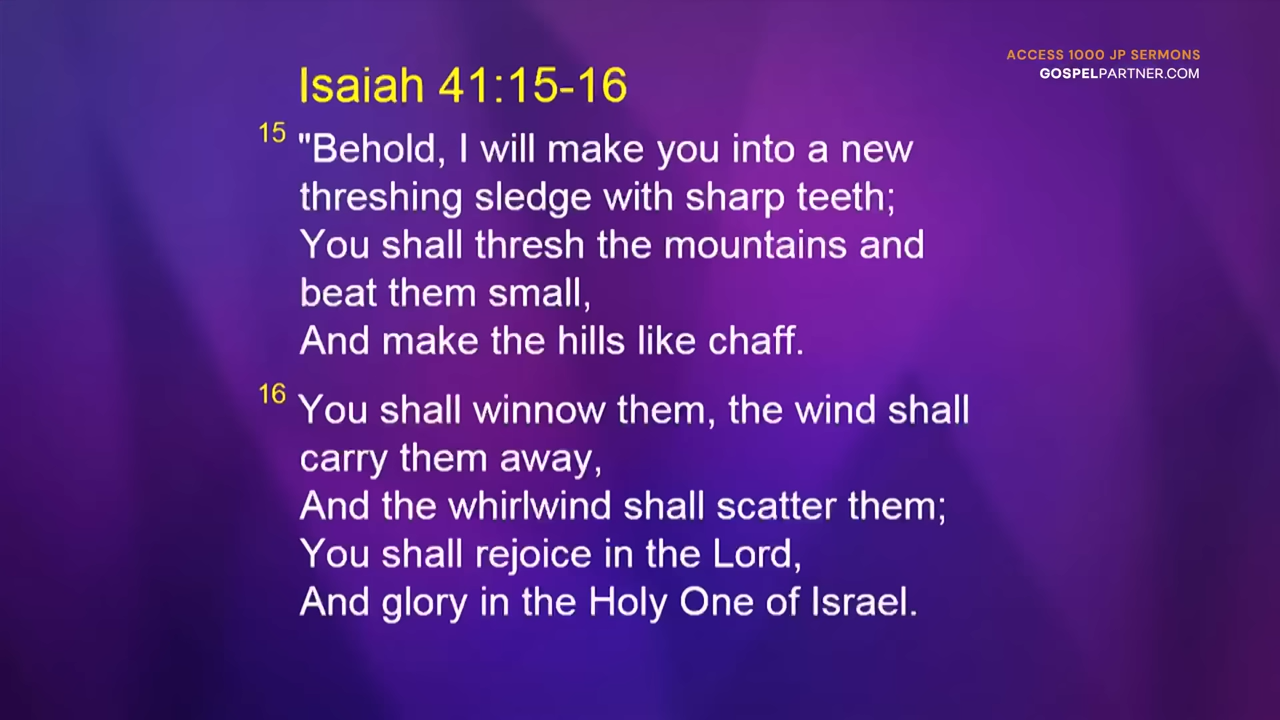 ACCESS 1000 JP SERMONS
GOSPELPARTNER.COM
Isaiah 41:15-16
15 "Behold, I will make you into a new
threshing sledge with sharp teeth;
You shall thresh the mountains and
beat them small,
And make the hills like chaff.
16 You shall winnow them, the wind shall
carry them away,
And the whirlwind shall scatter them;
You shall rejoice in the Lord,
And glory in the Holy One of Israel.